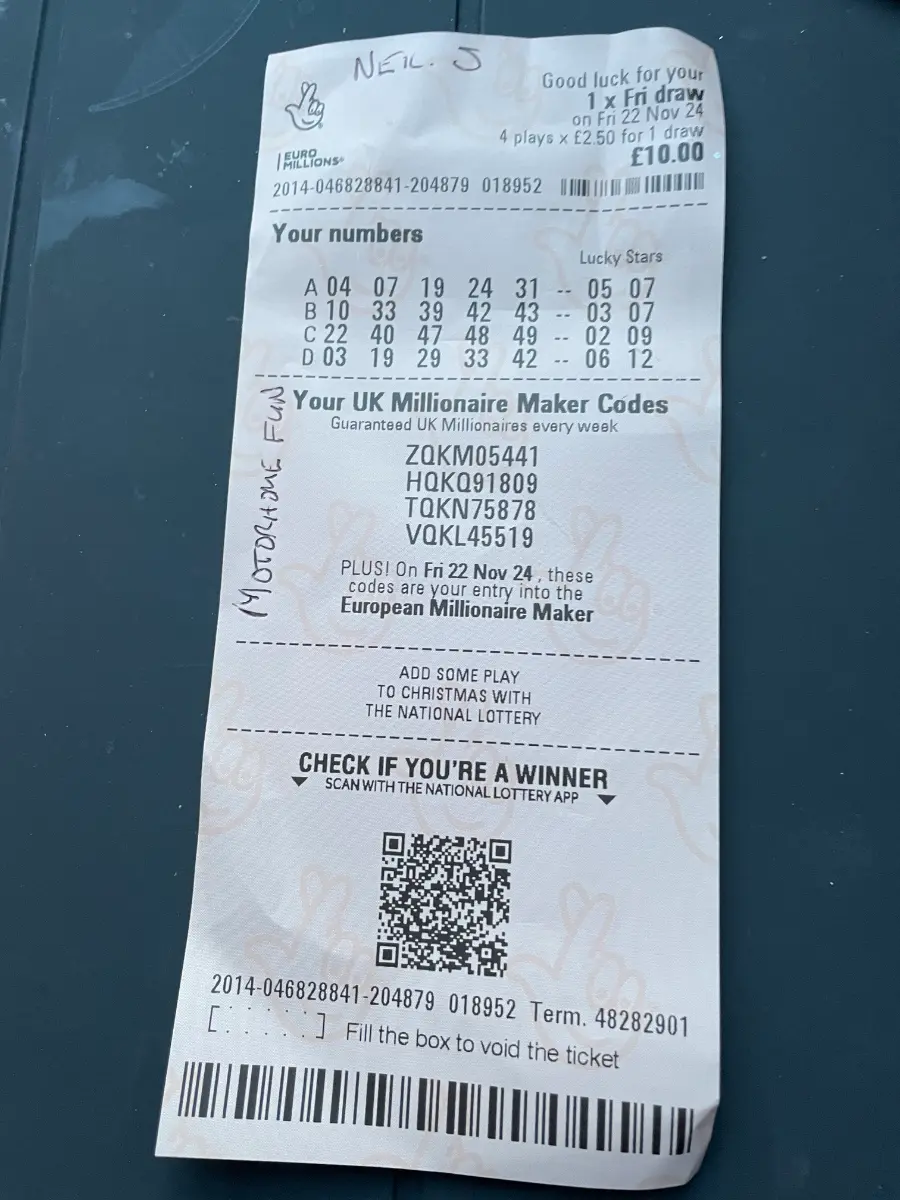 NEIL. J
Good luck for your
1 x Fri draw
on Fri 22 Nov 24
4 plays x £2.50 for 1 draw
£10.00
EURO
MILLIONS
2014-046828841-204879 018952
Your numbers
Lucky Stars
A 04 07 19 24 31 -- 05 07
B 10 33 39 42 43 -- 03 07
C 22 40 47 48 49 -- 02 09
D 03 19 29 33 42 -- 06 12
MOTORHOME FUN
Your UK Millionaire Maker Codes
Guaranteed UK Millionaires every week
ZQKM05441
HQKQ91809
TQKN75878
VQKL45519
PLUS! On Fri 22 Nov 24 , these
codes are your entry into the
European Millionaire Maker
ADD SOME PLAY
TO CHRISTMAS WITH
THE NATIONAL LOTTERY
CHECK IF YOU'RE A WINNER
SCAN WITH THE NATIONAL LOTTERY APP
2014-046828841-204879 018952 Term. 48282901
[. . . . . .] Fill the box to void the ticket